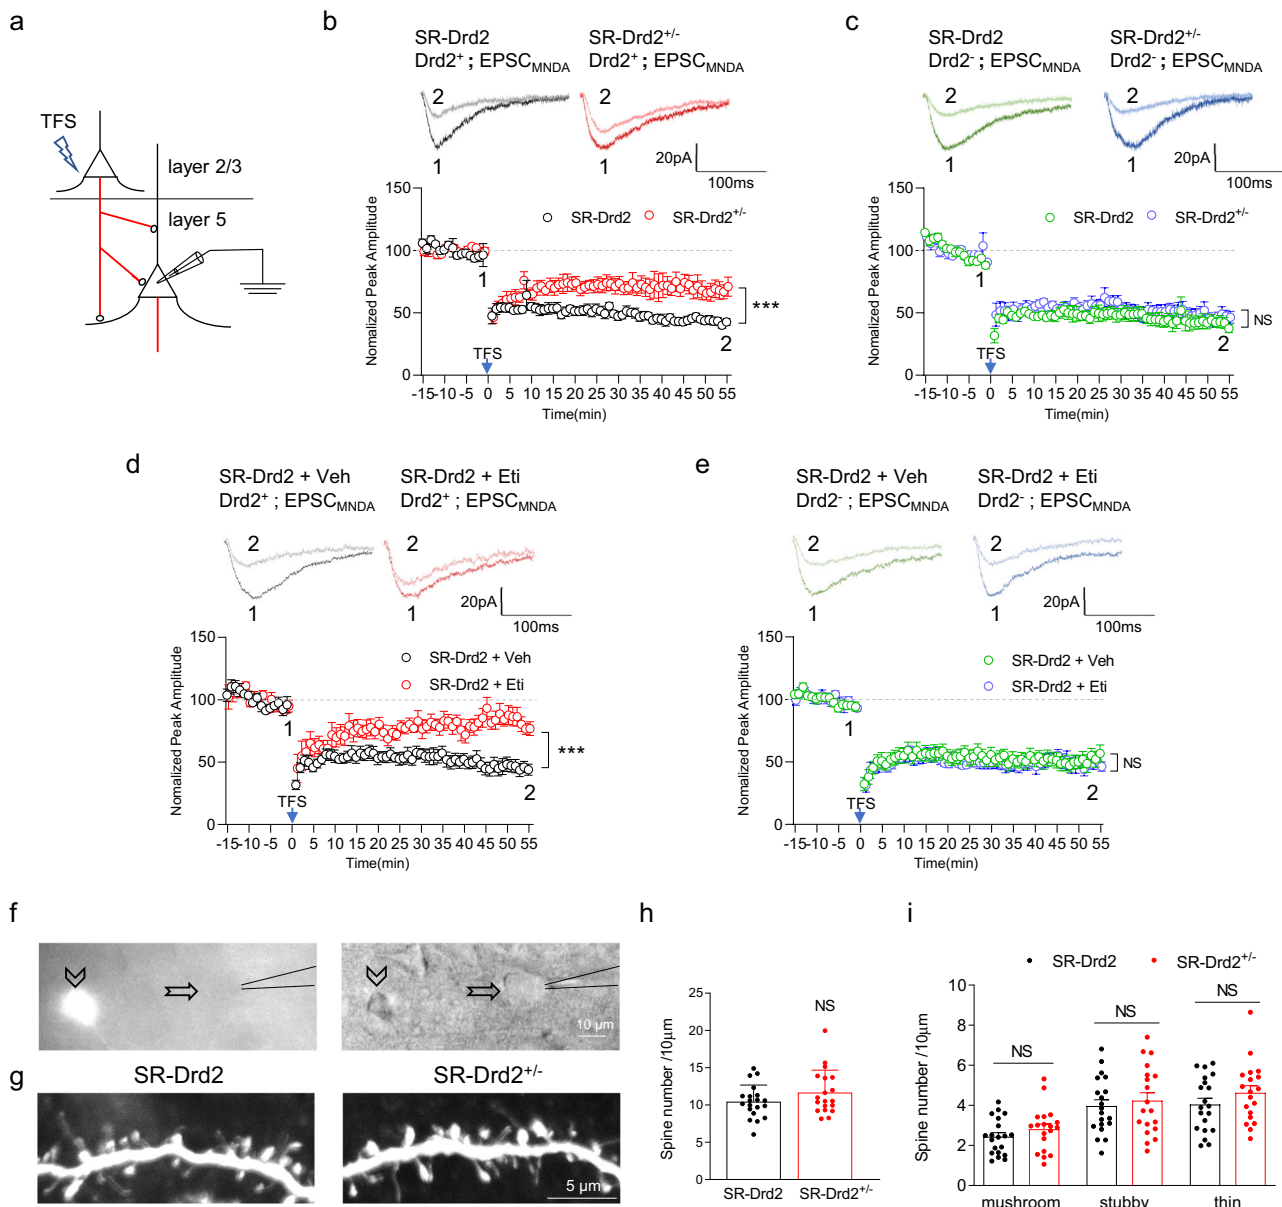 a
TFS
layer 2/3
layer 5
b
SR-Drd2
Drd2+ ; EPSCMNDA
SR-Drd2+/-
Drd2+ ; EPSCMNDA
2
1
2
1
20pA
100ms
Nomalized Peak Amplitude
150
100
50
0
SR-Drd2
SR-Drd2+/-
1
2
TFS
***
-15 -10 -5 0 5 10 15 20 25 30 35 40 45 50 55
Time(min)
c
SR-Drd2
Drd2- ; EPSCMNDA
SR-Drd2+/-
Drd2- ; EPSCMNDA
2
1
2
1
20pA
100ms
Nomalized Peak Amplitude
150
100
50
0
SR-Drd2
SR-Drd2+/-
1
2
TFS
NS
-15 -10 -5 0 5 10 15 20 25 30 35 40 45 50 55
Time(min)
d
SR-Drd2 + Veh
Drd2+ ; EPSCMNDA
SR-Drd2 + Eti
Drd2+ ; EPSCMNDA
2
1
2
1
20pA
100ms
Nomalized Peak Amplitude
150
100
50
0
SR-Drd2 + Veh
SR-Drd2 + Eti
1
2
TFS
***
-15 -10 -5 0 5 10 15 20 25 30 35 40 45 50 55
Time(min)
e
SR-Drd2 + Veh
Drd2- ; EPSCMNDA
SR-Drd2 + Eti
Drd2- ; EPSCMNDA
2
1
2
1
20pA
100ms
Nomalized Peak Amplitude
150
100
50
0
SR-Drd2 + Veh
SR-Drd2 + Eti
1
2
TFS
NS
-15 -10 -5 0 5 10 15 20 25 30 35 40 45 50 55
Time(min)
f
10 µm
g
SR-Drd2
SR-Drd2+/-
5 µm
h
Spine number /10µm
25
20
15
10
5
0
NS
SR-Drd2
SR-Drd2+/-
i
SR-Drd2
SR-Drd2+/-
Spine number /10µm
10
8
6
4
2
0
NS
NS
NS
mushroom
stubby
thin